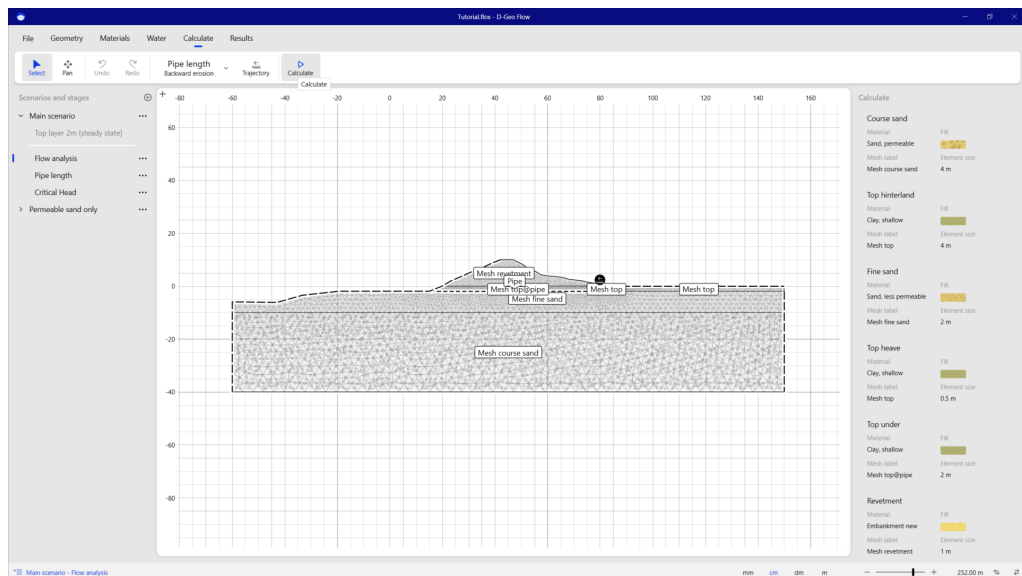 Tutorial.flox - D-Geo Flow
File Geometry Materials Water Calculate Results
Select Pan Undo Redo Pipe length Backward erosion Trajectory Calculate
Calculate
Scenarios and stages
Main scenario
Top layer 2m (steady state)
Flow analysis
Pipe length
Critical Head
Permeable sand only
-80 -60 -40 -20 0 20 40 60 80 100 120 140 160
60
40
20
0
-20
-40
-60
-80
Mesh revetment
Pipe
Mesh top@pipe
Mesh top
Mesh top
Mesh fine sand
Mesh course sand
Calculate
Course sand
Material Fill
Sand, permeable
Mesh label Element size
Mesh course sand 4 m
Top hinterland
Material Fill
Clay, shallow
Mesh label Element size
Mesh top 4 m
Fine sand
Material Fill
Sand, less permeable
Mesh label Element size
Mesh fine sand 2 m
Top heave
Material Fill
Clay, shallow
Mesh label Element size
Mesh top 0.5 m
Top under
Material Fill
Clay, shallow
Mesh label Element size
Mesh top@pipe 2 m
Revetment
Material Fill
Embankment new
Mesh label Element size
Mesh revetment 1 m
Main scenario - Flow analysis
mm cm dm m
252.00 m